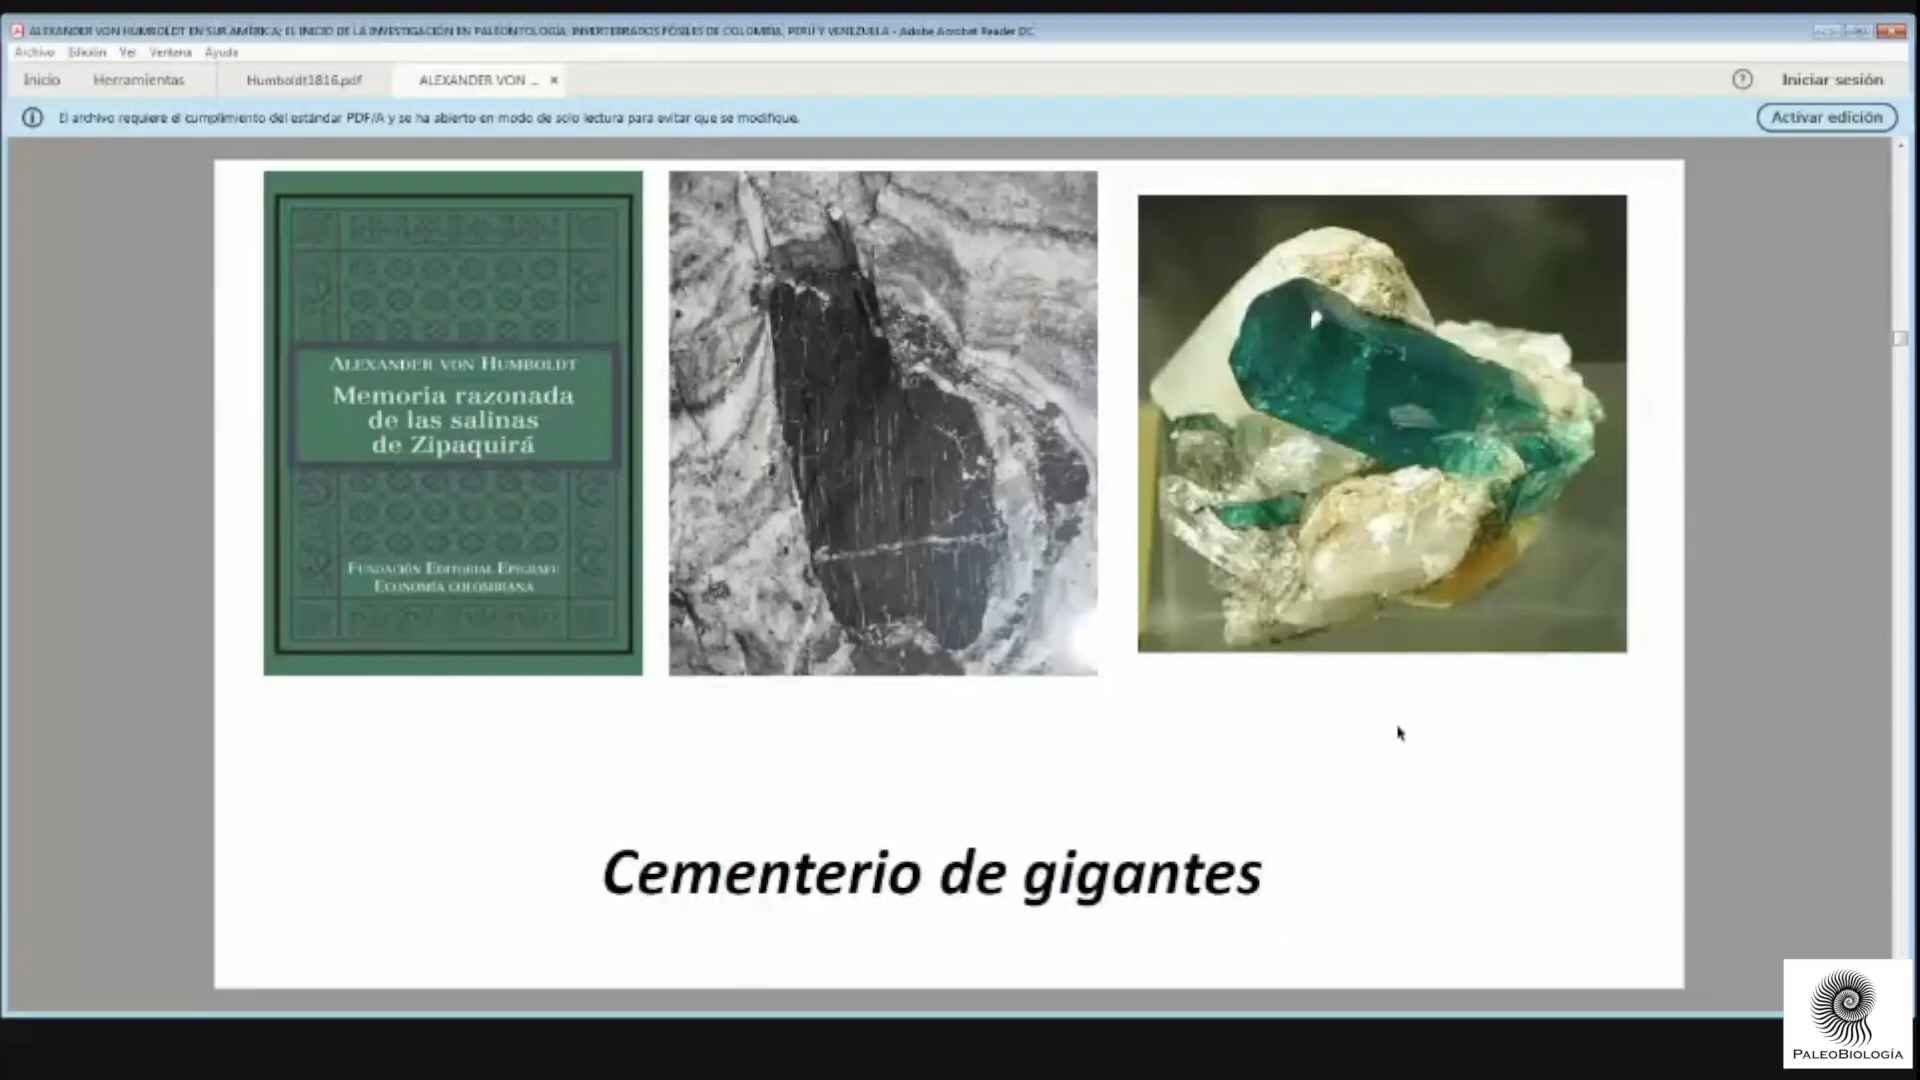 ALEXANDER VON HUMBOLDT EN SUR AMÉRICA; EL INICIO DE LA INVESTIGACIÓN EN PALEONTOLOGÍA; INVERTEBRADOS FÓSILES DE COLOMBIA, PERÚ Y VENEZUELA - Adobe Acrobat Reader DC
Archivo Edición Ver Ventana Ayuda
Inicio Herramientas Humboldt1816.pdf ALEXANDER VON ... × ? Iniciar sesión
El archivo requiere el cumplimiento del estándar PDF/A y se ha abierto en modo de solo lectura para evitar que se modifique. Activar edición
ALEXANDER VON HUMBOLDT
Memoria razonada
de las salinas
de Zipaquirá
FUNDACIÓN EDITORIAL EPIGRAFE
ECONOMÍA COLOMBIANA
Cementerio de gigantes
PALEOBIOLOGÍA